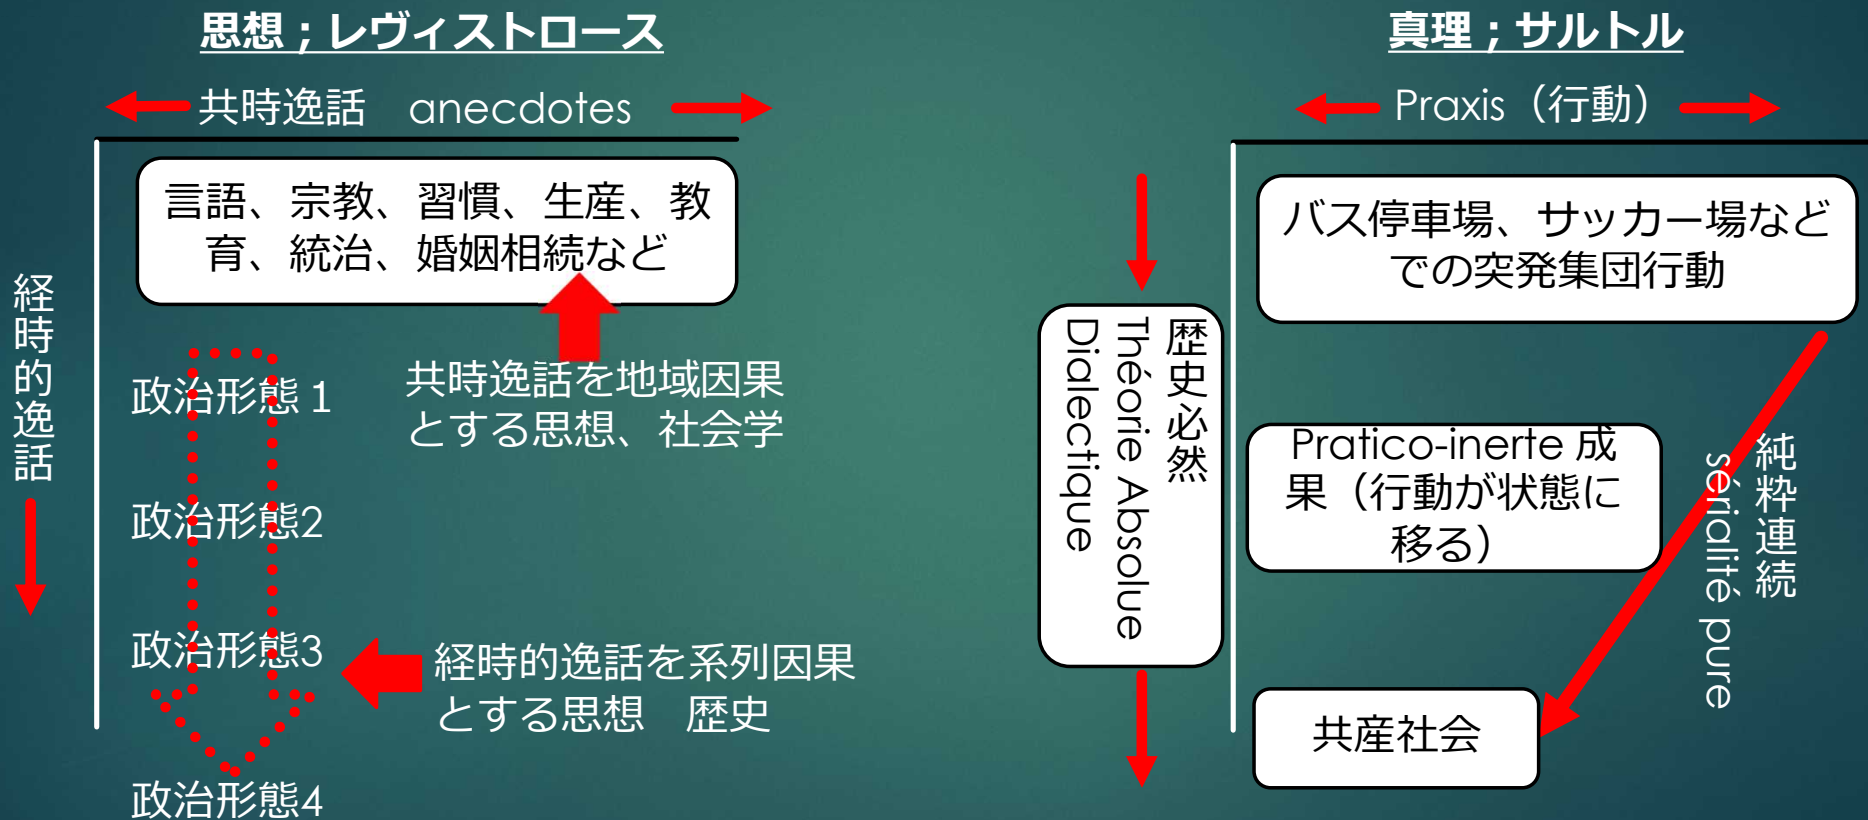 思想；レヴィストロース
共時逸話　anecdotes
言語、宗教、習慣、生産、教
育、統治、婚姻相続など
経時的逸話
政治形態１
共時逸話を地域因果
とする思想、社会学
政治形態2
政治形態3
経時的逸話を系列因果
とする思想　歴史
政治形態4
真理；サルトル
Praxis（行動）
バス停車場、サッカー場など
での突発集団行動
歴史必然
Théorie Absolue
Dialectique
Pratico-inerte 成
果（行動が状態に
移る）
純粋連続
sérialité pure
共産社会